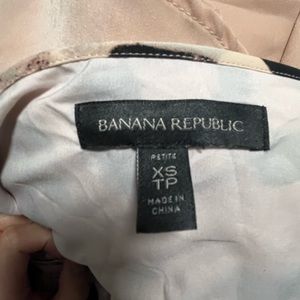 BANANA REPUBLIC
PETITE
XS
TP
MADE IN
CHINA